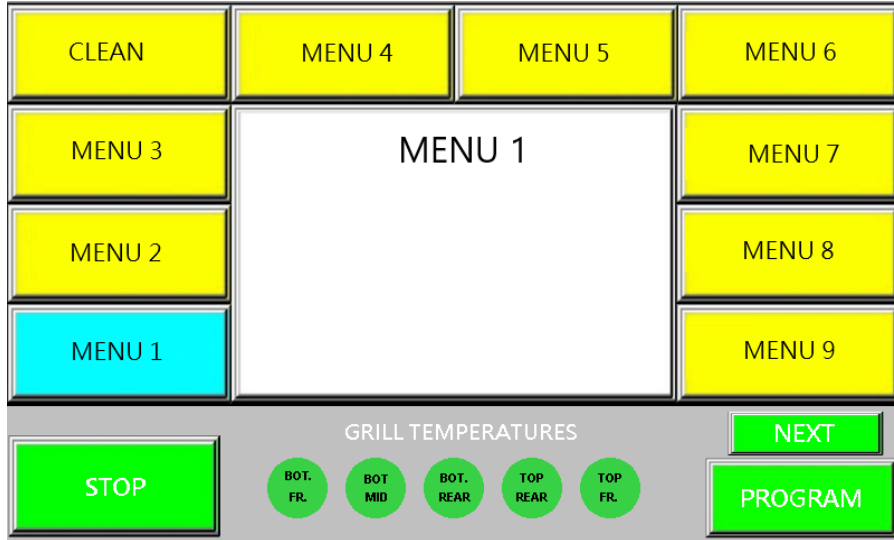 CLEAN
MENU 4
MENU 5
MENU 6
MENU 3
MENU 1
MENU 7
MENU 2
MENU 8
MENU 1
MENU 9
GRILL TEMPERATURES
NEXT
STOP
BOT.
FR.
BOT
MID
BOT.
REAR
TOP
REAR
TOP
FR.
PROGRAM